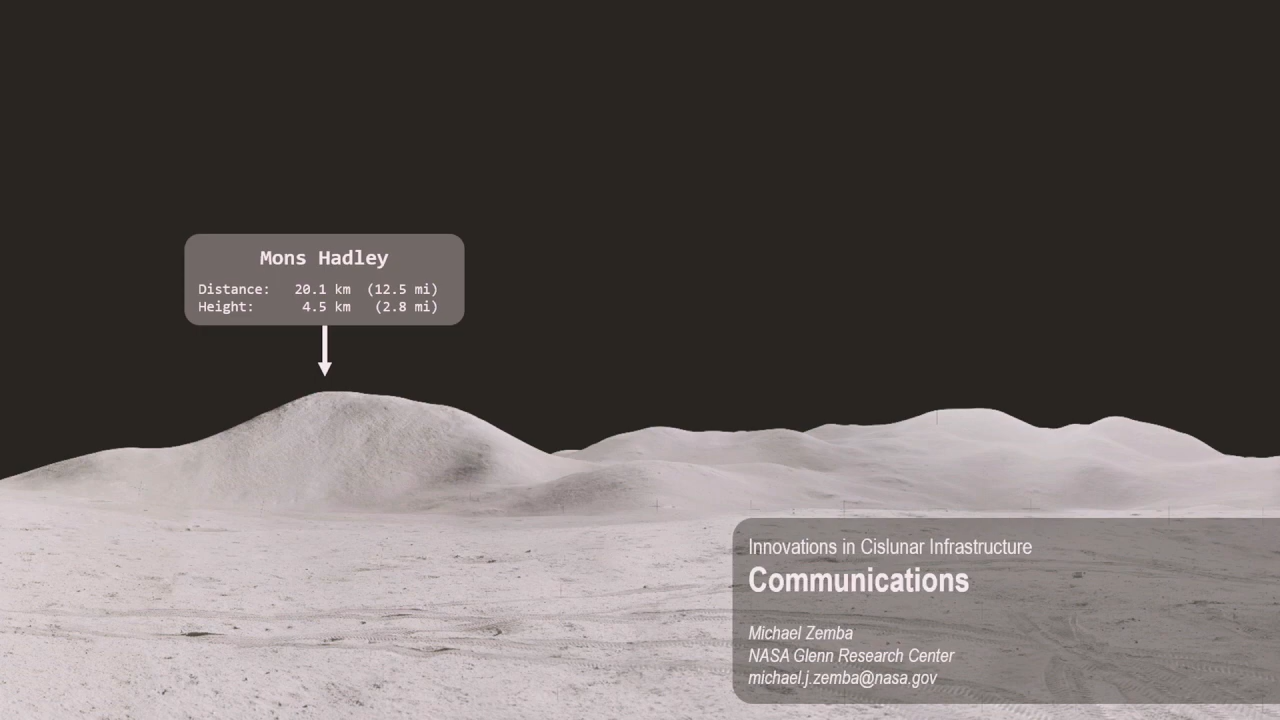 Mons Hadley
Distance: 20.1 km (12.5 mi)
Height: 4.5 km (2.8 mi)
Innovations in Cislunar Infrastructure
Communications
Michael Zemba
NASA Glenn Research Center
michael.j.zemba@nasa.gov